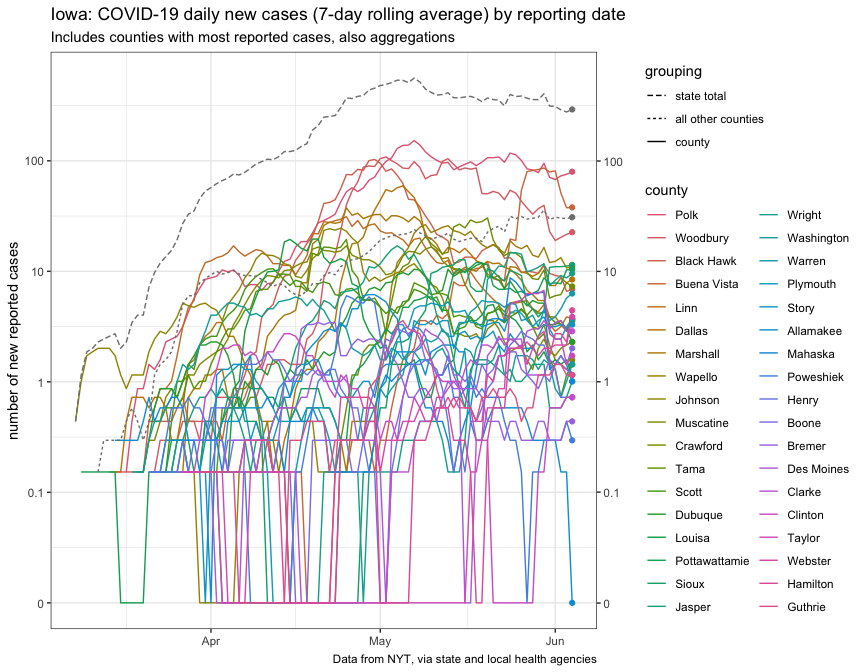 Iowa: COVID-19 daily new cases (7-day rolling average) by reporting date
Includes counties with most reported cases, also aggregations
number of new reported cases
100
10
1
0.1
0
100
10
1
0.1
0
Apr
May
Jun
Data from NYT, via state and local health agencies
grouping
state total
all other counties
county
county
Polk
Woodbury
Black Hawk
Buena Vista
Linn
Dallas
Marshall
Wapello
Johnson
Muscatine
Crawford
Tama
Scott
Dubuque
Louisa
Pottawattamie
Sioux
Jasper
Wright
Washington
Warren
Plymouth
Story
Allamakee
Mahaska
Poweshiek
Henry
Boone
Bremer
Des Moines
Clarke
Clinton
Taylor
Webster
Hamilton
Guthrie